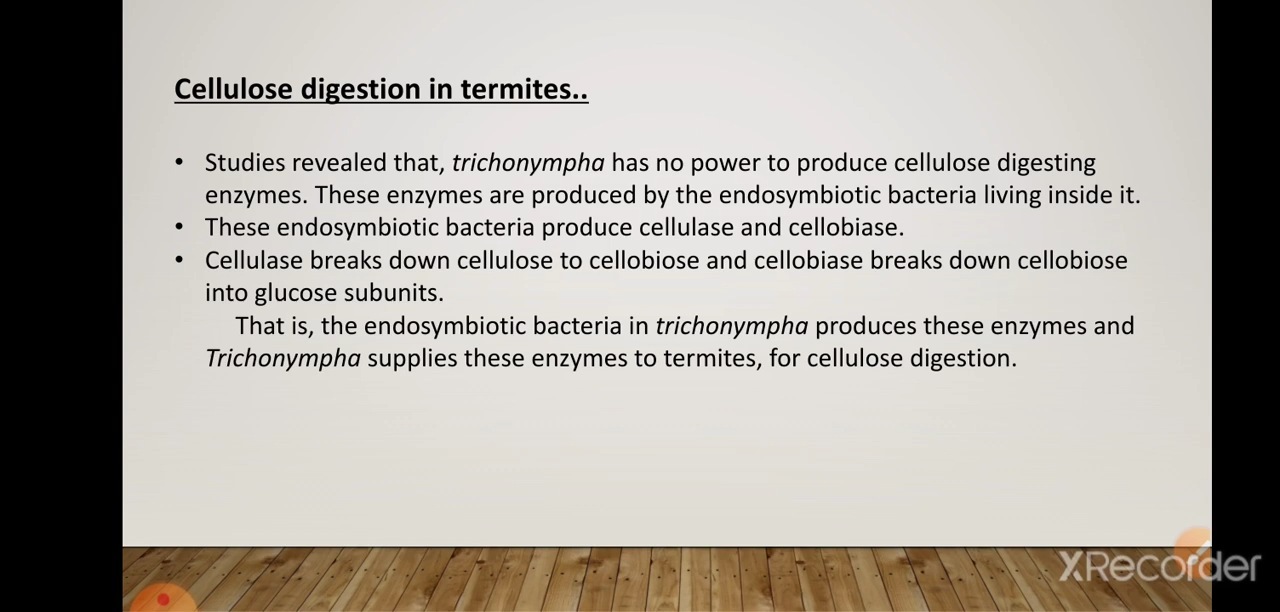 Cellulose digestion in termites..
• Studies revealed that, trichonympha has no power to produce cellulose digesting
enzymes. These enzymes are produced by the endosymbiotic bacteria living inside it.
• These endosymbiotic bacteria produce cellulase and cellobiase.
• Cellulase breaks down cellulose to cellobiose and cellobiase breaks down cellobiose
into glucose subunits.
That is, the endosymbiotic bacteria in trichonympha produces these enzymes and
Trichonympha supplies these enzymes to termites, for cellulose digestion.
XRecorder